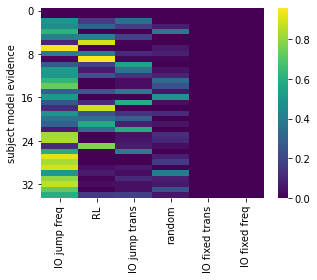 0
8
16
24
32
subject model evidence
IO jump freq
RL
IO jump trans
random
IO fixed trans
IO fixed freq
0.8
0.6
0.4
0.2
0.0